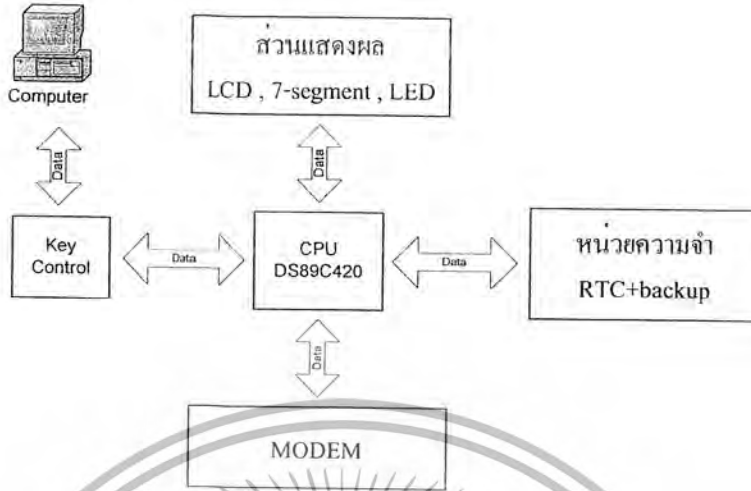 ส่วนแสดงผล
LCD , 7-segment , LED
Computer
Data
Data
Key
Control
Data
CPU
DS89C420
Data
หน่วยความจำ
RTC+backup
Data
MODEM